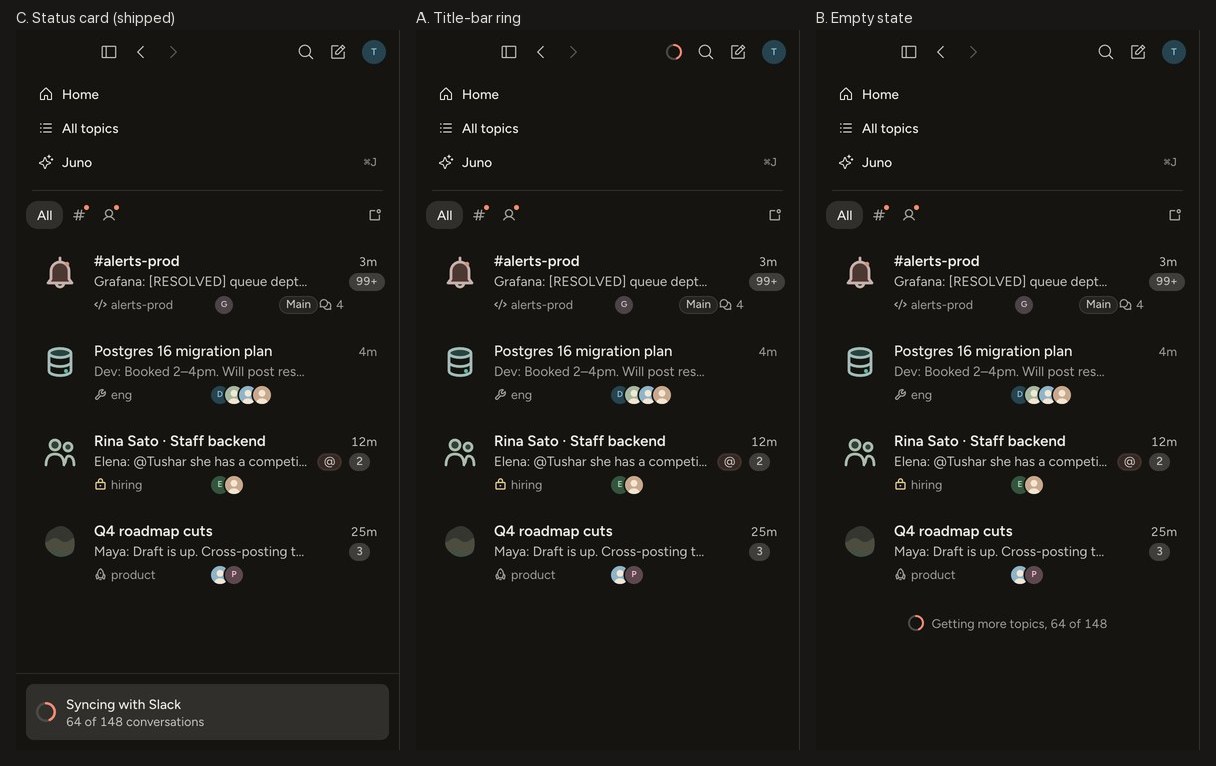 C. Status card (shipped)
T
Home
All topics
Juno ⌘J
All
#alerts-prod 3m
Grafana: [RESOLVED] queue dept... 99+
alerts-prod G Main 4
Postgres 16 migration plan 4m
Dev: Booked 2–4pm. Will post res...
eng D
Rina Sato · Staff backend 12m
Elena: @Tushar she has a competi... @ 2
hiring E
Q4 roadmap cuts 25m
Maya: Draft is up. Cross-posting t... 3
product P
Syncing with Slack
64 of 148 conversations
A. Title-bar ring
T
Home
All topics
Juno ⌘J
All
#alerts-prod 3m
Grafana: [RESOLVED] queue dept... 99+
alerts-prod G Main 4
Postgres 16 migration plan 4m
Dev: Booked 2–4pm. Will post res...
eng D
Rina Sato · Staff backend 12m
Elena: @Tushar she has a competi... @ 2
hiring E
Q4 roadmap cuts 25m
Maya: Draft is up. Cross-posting t... 3
product P
B. Empty state
T
Home
All topics
Juno ⌘J
All
#alerts-prod 3m
Grafana: [RESOLVED] queue dept... 99+
alerts-prod G Main 4
Postgres 16 migration plan 4m
Dev: Booked 2–4pm. Will post res...
eng D
Rina Sato · Staff backend 12m
Elena: @Tushar she has a competi... @ 2
hiring E
Q4 roadmap cuts 25m
Maya: Draft is up. Cross-posting t... 3
product P
Getting more topics, 64 of 148